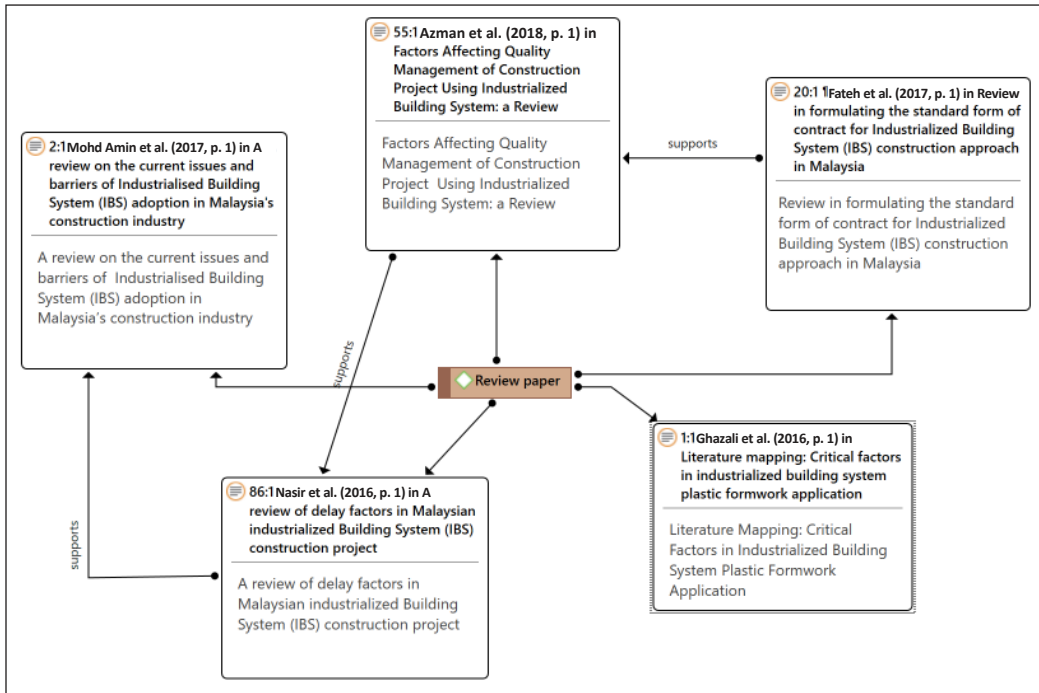 55:1 Azman et al. (2018, p. 1) in
Factors Affecting Quality
Management of Construction
Project Using Industrialized
Building System: a Review
Factors Affecting Quality
Management of Construction
Project Using Industrialized
Building System: a Review
20:1 ¶Fateh et al. (2017, p. 1) in Review
in formulating the standard form of
contract for Industrialized Building
System (IBS) construction approach
in Malaysia
Review in formulating the standard
form of contract for Industrialized
Building System (IBS) construction
approach in Malaysia
supports
2:1 Mohd Amin et al. (2017, p. 1) in A
review on the current issues and
barriers of Industrialised Building
System (IBS) adoption in Malaysia's
construction industry
A review on the current issues and
barriers of Industrialised Building
System (IBS) adoption in
Malaysia's construction industry
supports
Review paper
1:1 Ghazali et al. (2016, p. 1) in
Literature mapping: Critical factors
in industrialized building system
plastic formwork application
Literature Mapping: Critical
Factors in Industrialized Building
System Plastic Formwork
Application
supports
86:1 Nasir et al. (2016, p. 1) in A
review of delay factors in Malaysian
industrialized Building System (IBS)
construction project
A review of delay factors in
Malaysian industrialized Building
System (IBS) construction project